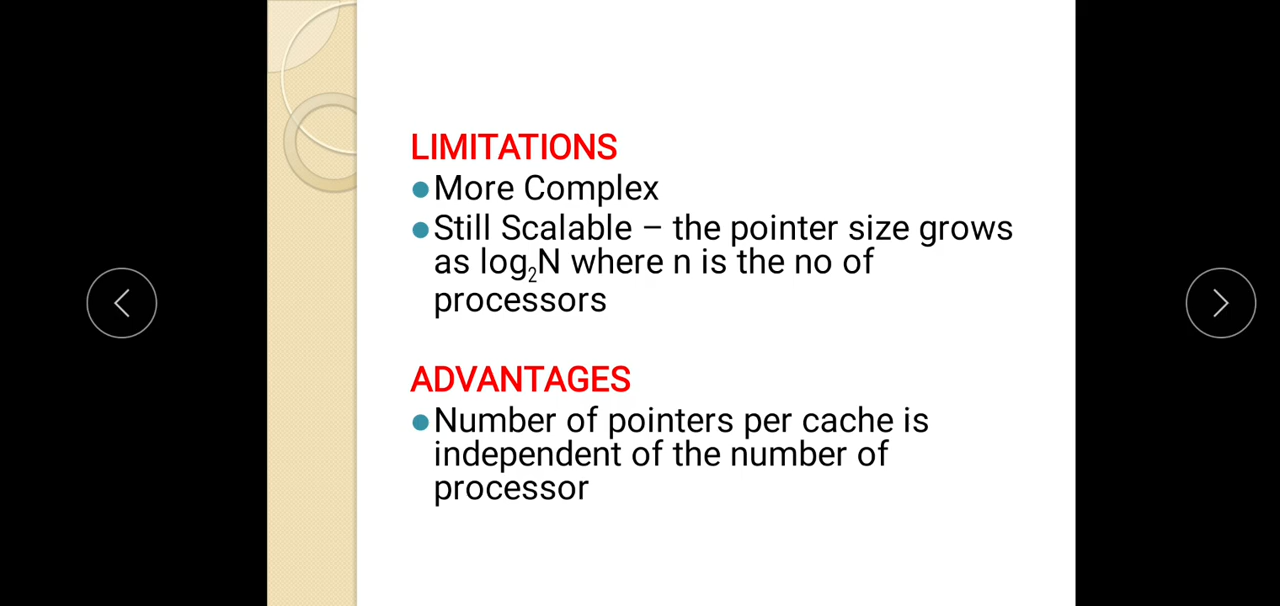 LIMITATIONS
●More Complex
●Still Scalable – the pointer size grows
as log₂N where n is the no of
processors
ADVANTAGES
●Number of pointers per cache is
independent of the number of
processor